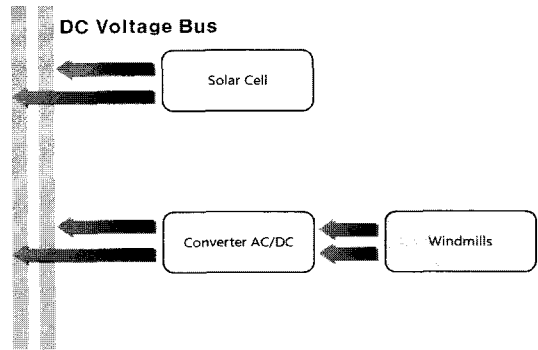 DC Voltage Bus
Solar Cell
Converter AC/DC
Windmills